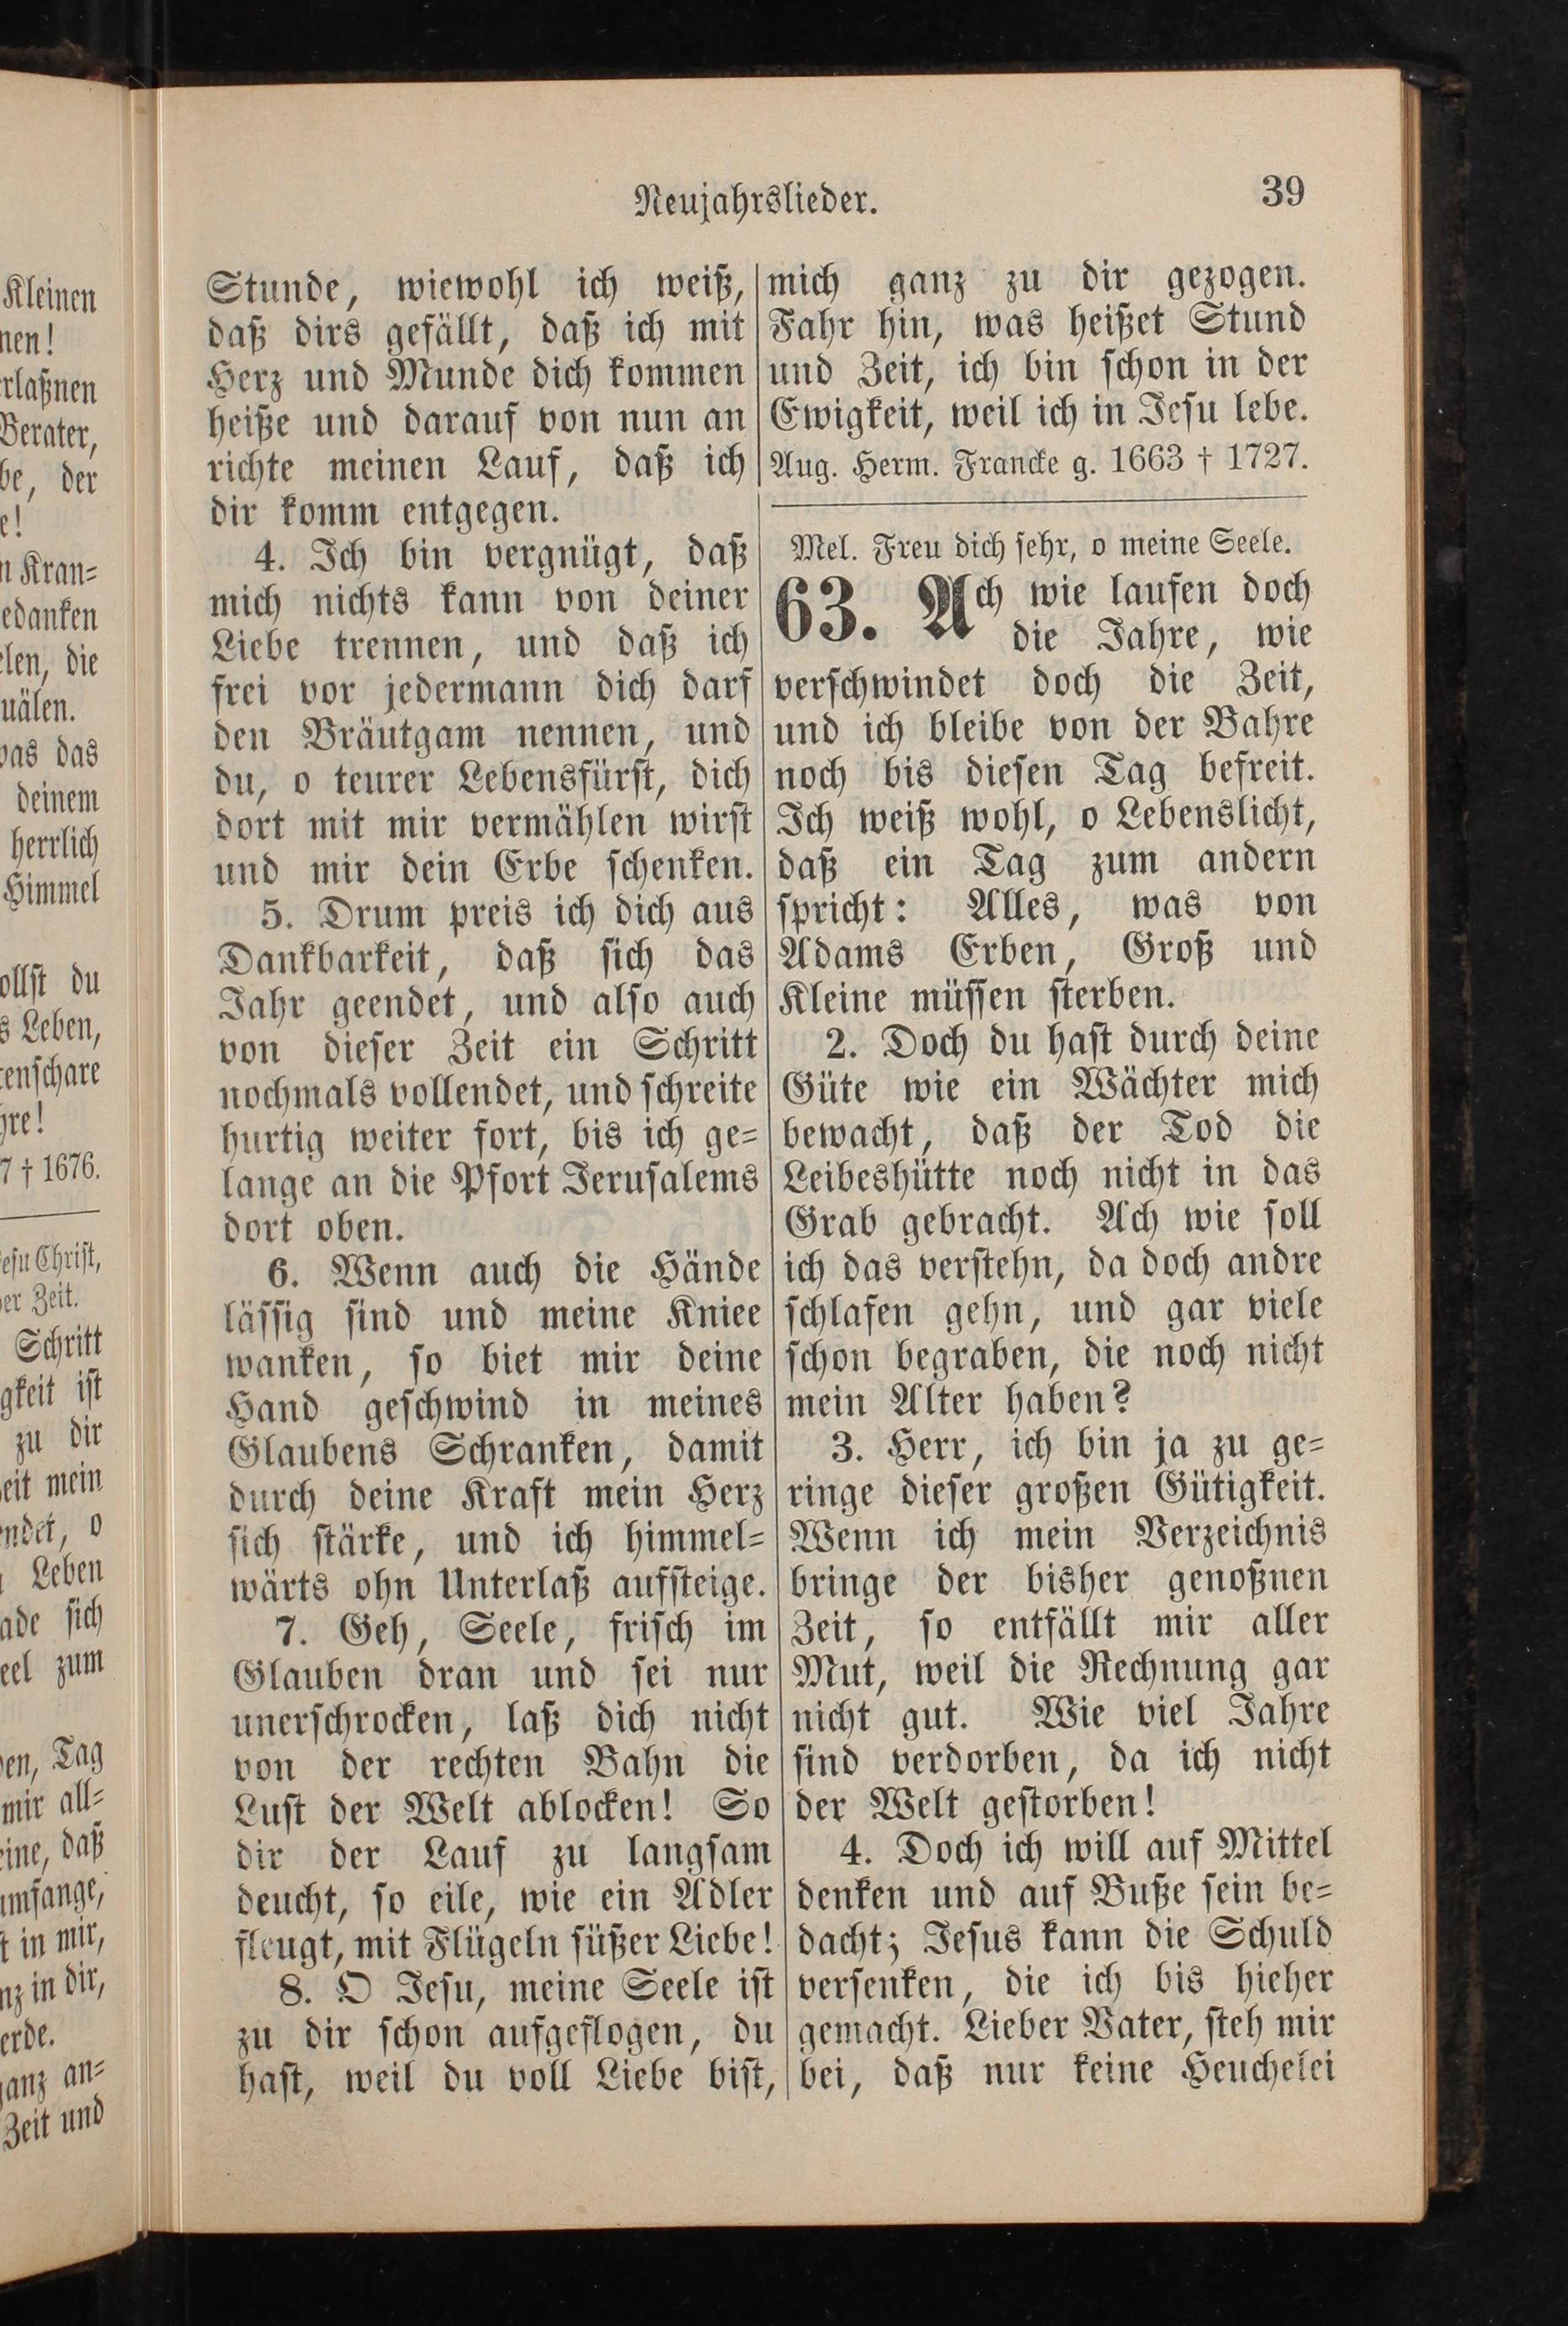 Neujahrslieder.
39
Stunde, wiewohl ich weiß,
daß dirs gefällt, daß ich mit
Herz und Munde dich kommen
heiße und darauf von nun an
richte meinen Lauf, daß ich
dir komm entgegen.
4. Ich bin vergnügt, daß
mich nichts kann von deiner
Liebe trennen, und daß ich
frei vor jedermann dich darf
den Bräutgam nennen, und
du, o teurer Lebensfürst, dich
dort mit mir vermählen wirst
und mir dein Erbe schenken.
5. Drum preis ich dich aus
Dankbarkeit, daß sich das
Jahr geendet, und also auch
von dieser Zeit ein Schritt
nochmals vollendet, und schreite
hurtig weiter fort, bis ich ge-
lange an die Pfort Jerusalems
dort oben.
6. Wenn auch die Hände
lässig sind und meine Kniee
wanken, so biet mir deine
Hand geschwind in meines
Glaubens Schranken, damit
durch deine Kraft mein Herz
sich stärke, und ich himmel-
wärts ohn Unterlaß aufsteige.
7. Geh, Seele, frisch im
Glauben dran und sei nur
unerschrocken, laß dich nicht
von der rechten Bahn die
Lust der Welt ablocken! So
dir der Lauf zu langsam
deucht, so eile, wie ein Adler
fleugt, mit Flügeln süßer Liebe!
8. O Jesu, meine Seele ist
zu dir schon aufgeflogen, du
hast, weil du voll Liebe bist,
mich ganz zu dir gezogen.
Fahr hin, was heißet Stund
und Zeit, ich bin schon in der
Ewigkeit, weil ich in Jesu lebe.
Aug. Herm. Francke g. 1663 † 1727.
Mel. Freu dich sehr, o meine Seele.
63. Ach wie laufen doch
die Jahre, wie
verschwindet doch die Zeit,
und ich bleibe von der Bahre
noch bis diesen Tag befreit.
Ich weiß wohl, o Lebenslicht,
daß ein Tag zum andern
spricht: Alles, was von
Adams Erben, Groß und
Kleine müssen sterben.
2. Doch du hast durch deine
Güte wie ein Wächter mich
bewacht, daß der Tod die
Leibeshütte noch nicht in das
Grab gebracht. Ach wie soll
ich das verstehn, da doch andre
schlafen gehn, und gar viele
schon begraben, die noch nicht
mein Alter haben?
3. Herr, ich bin ja zu ge-
ringe dieser großen Gütigkeit.
Wenn ich mein Verzeichnis
bringe der bisher genoßnen
Zeit, so entfällt mir aller
Mut, weil die Rechnung gar
nicht gut. Wie viel Jahre
sind verdorben, da ich nicht
der Welt gestorben!
4. Doch ich will auf Mittel
denken und auf Buße sein be-
dacht; Jesus kann die Schuld
versenken, die ich bis hieher
gemacht. Lieber Vater, steh mir
bei, daß nur keine Heuchelei